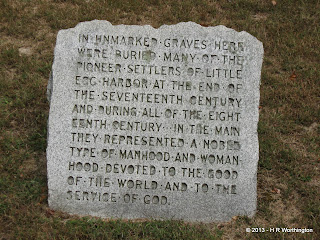 IN UNMARKED GRAVES HERE
WERE BURIED MANY OF THE
PIONEER SETTLERS OF LITTLE
EGG HARBOR AT THE END OF
THE SEVENTEENTH CENTURY
AND DURING ALL OF THE EIGHT
EENTH CENTURY · IN THE MAIN
THEY REPRESENTED A NOBLE
TYPE OF MANHOOD AND WOMAN
HOOD DEVOTED TO THE GOOD
OF THE WORLD AND TO THE
SERVICE OF GOD.
© 2013 - H R Worthington